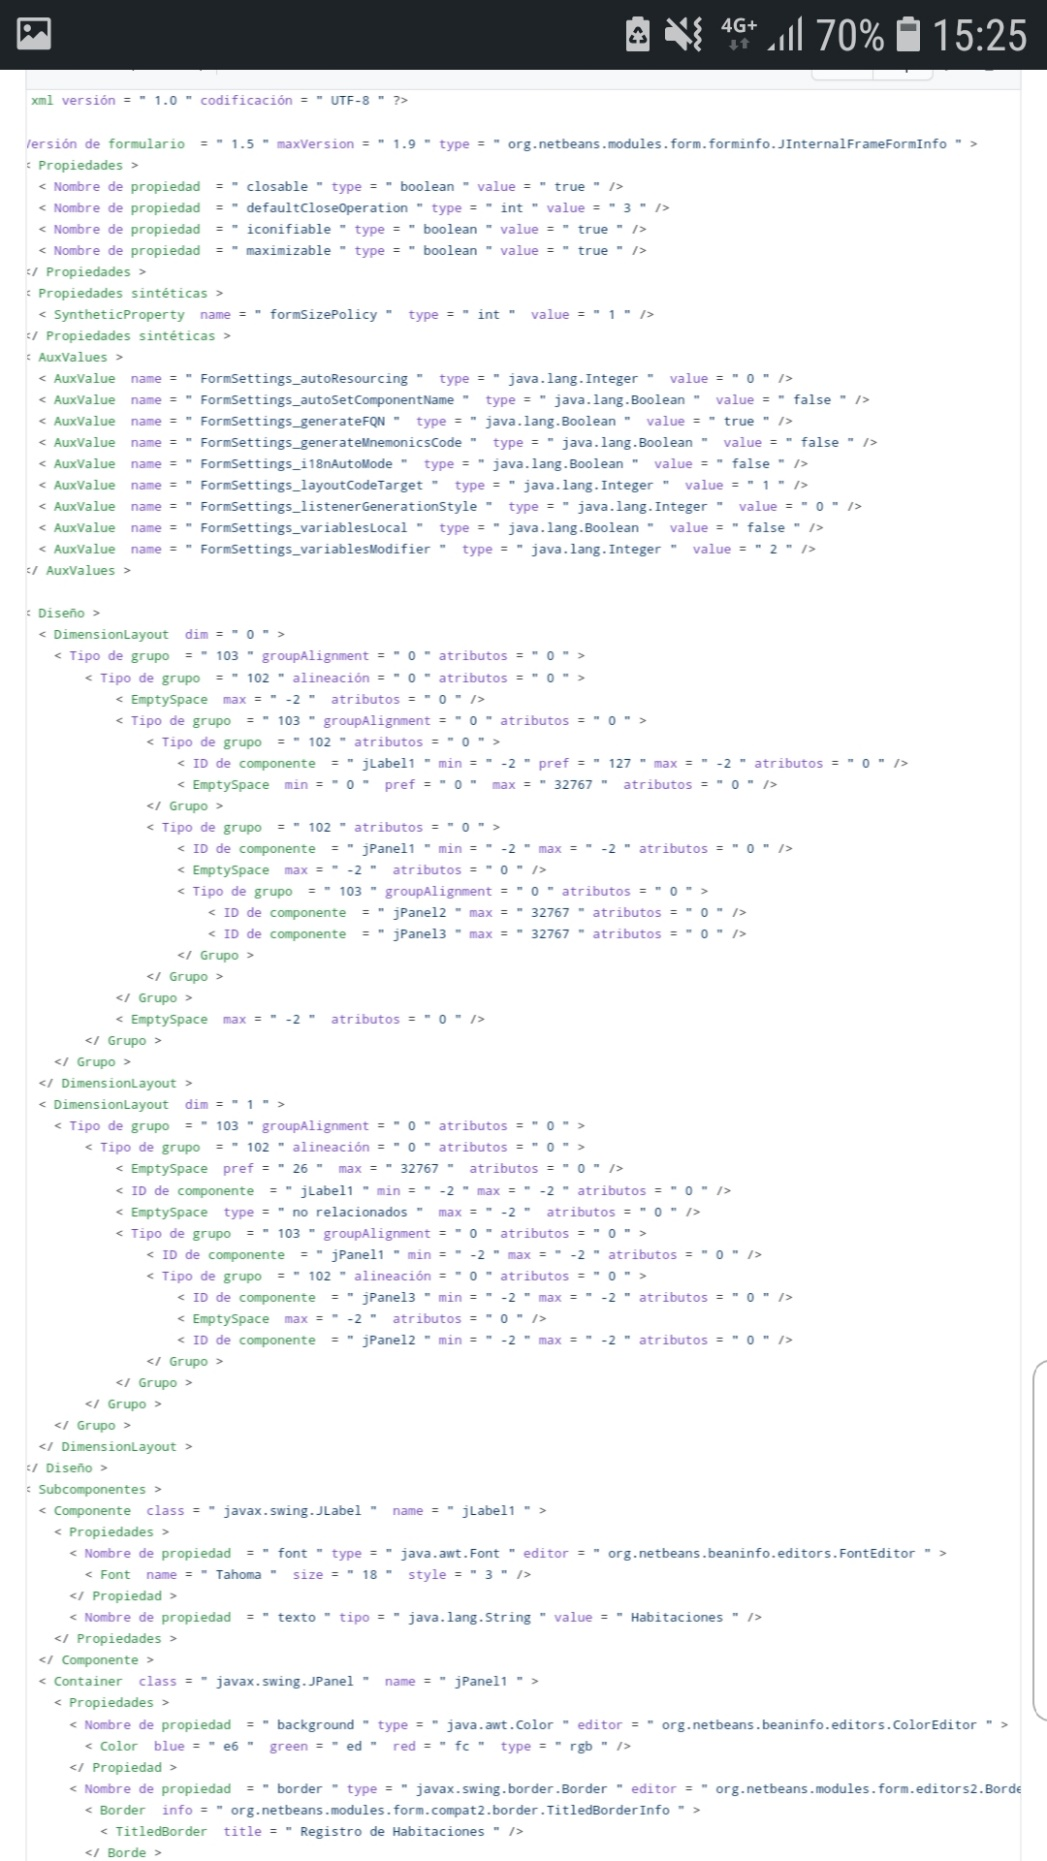 4G+ 70% 15:25
xml versión = " 1.0 " codificación = " UTF-8 " ?>
Versión de formulario = " 1.5 " maxVersion = " 1.9 " type = " org.netbeans.modules.form.forminfo.JInternalFrameFormInfo " >
< Propiedades >
< Nombre de propiedad = " closable " type = " boolean " value = " true " />
< Nombre de propiedad = " defaultCloseOperation " type = " int " value = " 3 " />
< Nombre de propiedad = " iconifiable " type = " boolean " value = " true " />
< Nombre de propiedad = " maximizable " type = " boolean " value = " true " />
</ Propiedades >
< Propiedades sintéticas >
< SyntheticProperty name = " formSizePolicy " type = " int " value = " 1 " />
</ Propiedades sintéticas >
< AuxValues >
< AuxValue name = " FormSettings_autoResourcing " type = " java.lang.Integer " value = " 0 " />
< AuxValue name = " FormSettings_autoSetComponentName " type = " java.lang.Boolean " value = " false " />
< AuxValue name = " FormSettings_generateFQN " type = " java.lang.Boolean " value = " true " />
< AuxValue name = " FormSettings_generateMnemonicsCode " type = " java.lang.Boolean " value = " false " />
< AuxValue name = " FormSettings_i18nAutoMode " type = " java.lang.Boolean " value = " false " />
< AuxValue name = " FormSettings_layoutCodeTarget " type = " java.lang.Integer " value = " 1 " />
< AuxValue name = " FormSettings_listenerGenerationStyle " type = " java.lang.Integer " value = " 0 " />
< AuxValue name = " FormSettings_variablesLocal " type = " java.lang.Boolean " value = " false " />
< AuxValue name = " FormSettings_variablesModifier " type = " java.lang.Integer " value = " 2 " />
</ AuxValues >
< Diseño >
< DimensionLayout dim = " 0 " >
< Tipo de grupo = " 103 " groupAlignment = " 0 " atributos = " 0 " >
< Tipo de grupo = " 102 " alineación = " 0 " atributos = " 0 " >
< EmptySpace max = " -2 " atributos = " 0 " />
< Tipo de grupo = " 103 " groupAlignment = " 0 " atributos = " 0 " >
< Tipo de grupo = " 102 " atributos = " 0 " >
< ID de componente = " jLabel1 " min = " -2 " pref = " 127 " max = " -2 " atributos = " 0 " />
< EmptySpace min = " 0 " pref = " 0 " max = " 32767 " atributos = " 0 " />
</ Grupo >
< Tipo de grupo = " 102 " atributos = " 0 " >
< ID de componente = " jPanel1 " min = " -2 " max = " -2 " atributos = " 0 " />
< EmptySpace max = " -2 " atributos = " 0 " />
< Tipo de grupo = " 103 " groupAlignment = " 0 " atributos = " 0 " >
< ID de componente = " jPanel2 " max = " 32767 " atributos = " 0 " />
< ID de componente = " jPanel3 " max = " 32767 " atributos = " 0 " />
</ Grupo >
</ Grupo >
</ Grupo >
< EmptySpace max = " -2 " atributos = " 0 " />
</ Grupo >
</ Grupo >
</ DimensionLayout >
< DimensionLayout dim = " 1 " >
< Tipo de grupo = " 103 " groupAlignment = " 0 " atributos = " 0 " >
< Tipo de grupo = " 102 " alineación = " 0 " atributos = " 0 " >
< EmptySpace pref = " 26 " max = " 32767 " atributos = " 0 " />
< ID de componente = " jLabel1 " min = " -2 " max = " -2 " atributos = " 0 " />
< EmptySpace type = " no relacionados " max = " -2 " atributos = " 0 " />
< Tipo de grupo = " 103 " groupAlignment = " 0 " atributos = " 0 " >
< ID de componente = " jPanel1 " min = " -2 " max = " -2 " atributos = " 0 " />
< Tipo de grupo = " 102 " alineación = " 0 " atributos = " 0 " >
< ID de componente = " jPanel3 " min = " -2 " max = " -2 " atributos = " 0 " />
< EmptySpace max = " -2 " atributos = " 0 " />
< ID de componente = " jPanel2 " min = " -2 " max = " -2 " atributos = " 0 " />
</ Grupo >
</ Grupo >
</ Grupo >
</ Grupo >
</ DimensionLayout >
</ Diseño >
< Subcomponentes >
< Componente class = " javax.swing.JLabel " name = " jLabel1 " >
< Propiedades >
< Nombre de propiedad = " font " type = " java.awt.Font " editor = " org.netbeans.beaninfo.editors.FontEditor " >
< Font name = " Tahoma " size = " 18 " style = " 3 " />
</ Propiedad >
< Nombre de propiedad = " texto " tipo = " java.lang.String " value = " Habitaciones " />
</ Propiedades >
</ Componente >
< Container class = " javax.swing.JPanel " name = " jPanel1 " >
< Propiedades >
< Nombre de propiedad = " background " type = " java.awt.Color " editor = " org.netbeans.beaninfo.editors.ColorEditor " >
< Color blue = " e6 " green = " ed " red = " fc " type = " rgb " />
</ Propiedad >
< Nombre de propiedad = " border " type = " javax.swing.border.Border " editor = " org.netbeans.modules.form.editors2.Borde
< Border info = " org.netbeans.modules.form.compat2.border.TitledBorderInfo " >
< TitledBorder title = " Registro de Habitaciones " />
</ Borde >